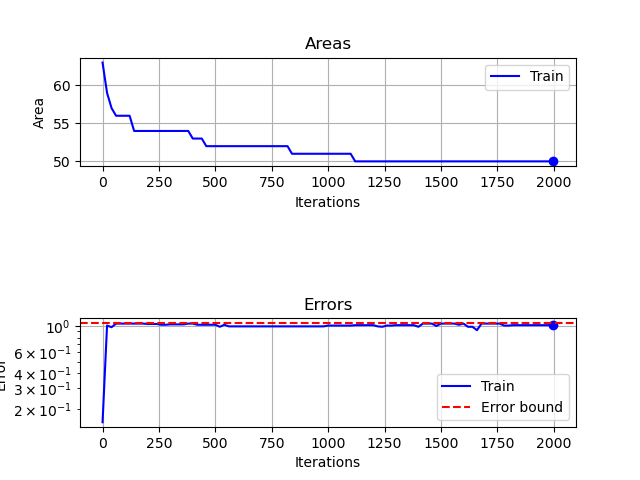 Areas
Area
60
55
50
Train
0 250 500 750 1000 1250 1500 1750 2000
Iterations
Errors
Error
10⁰
6 × 10⁻¹
4 × 10⁻¹
3 × 10⁻¹
2 × 10⁻¹
Train
Error bound
0 250 500 750 1000 1250 1500 1750 2000
Iterations